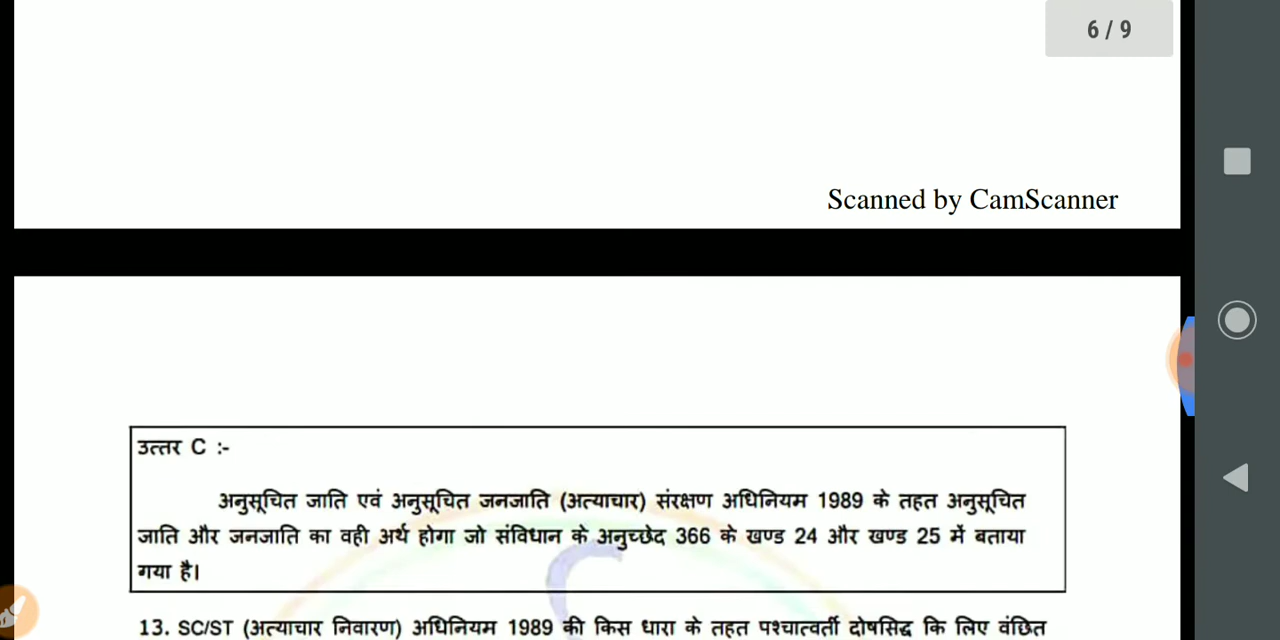 6 / 9
Scanned by CamScanner
उत्तर C :-
अनुसूचित जाति एवं अनुसूचित जनजाति (अत्याचार) संरक्षण अधिनियम 1989 के तहत अनुसूचित
जाति और जनजाति का वही अर्थ होगा जो संविधान के अनुच्छेद 366 के खण्ड 24 और खण्ड 25 में बताया
गया है।
13. SC/ST (अत्याचार निवारण) अधिनियम 1989 की किस धारा के तहत पश्चात्वर्ती दोषसिद्ध कि लिए वंछित